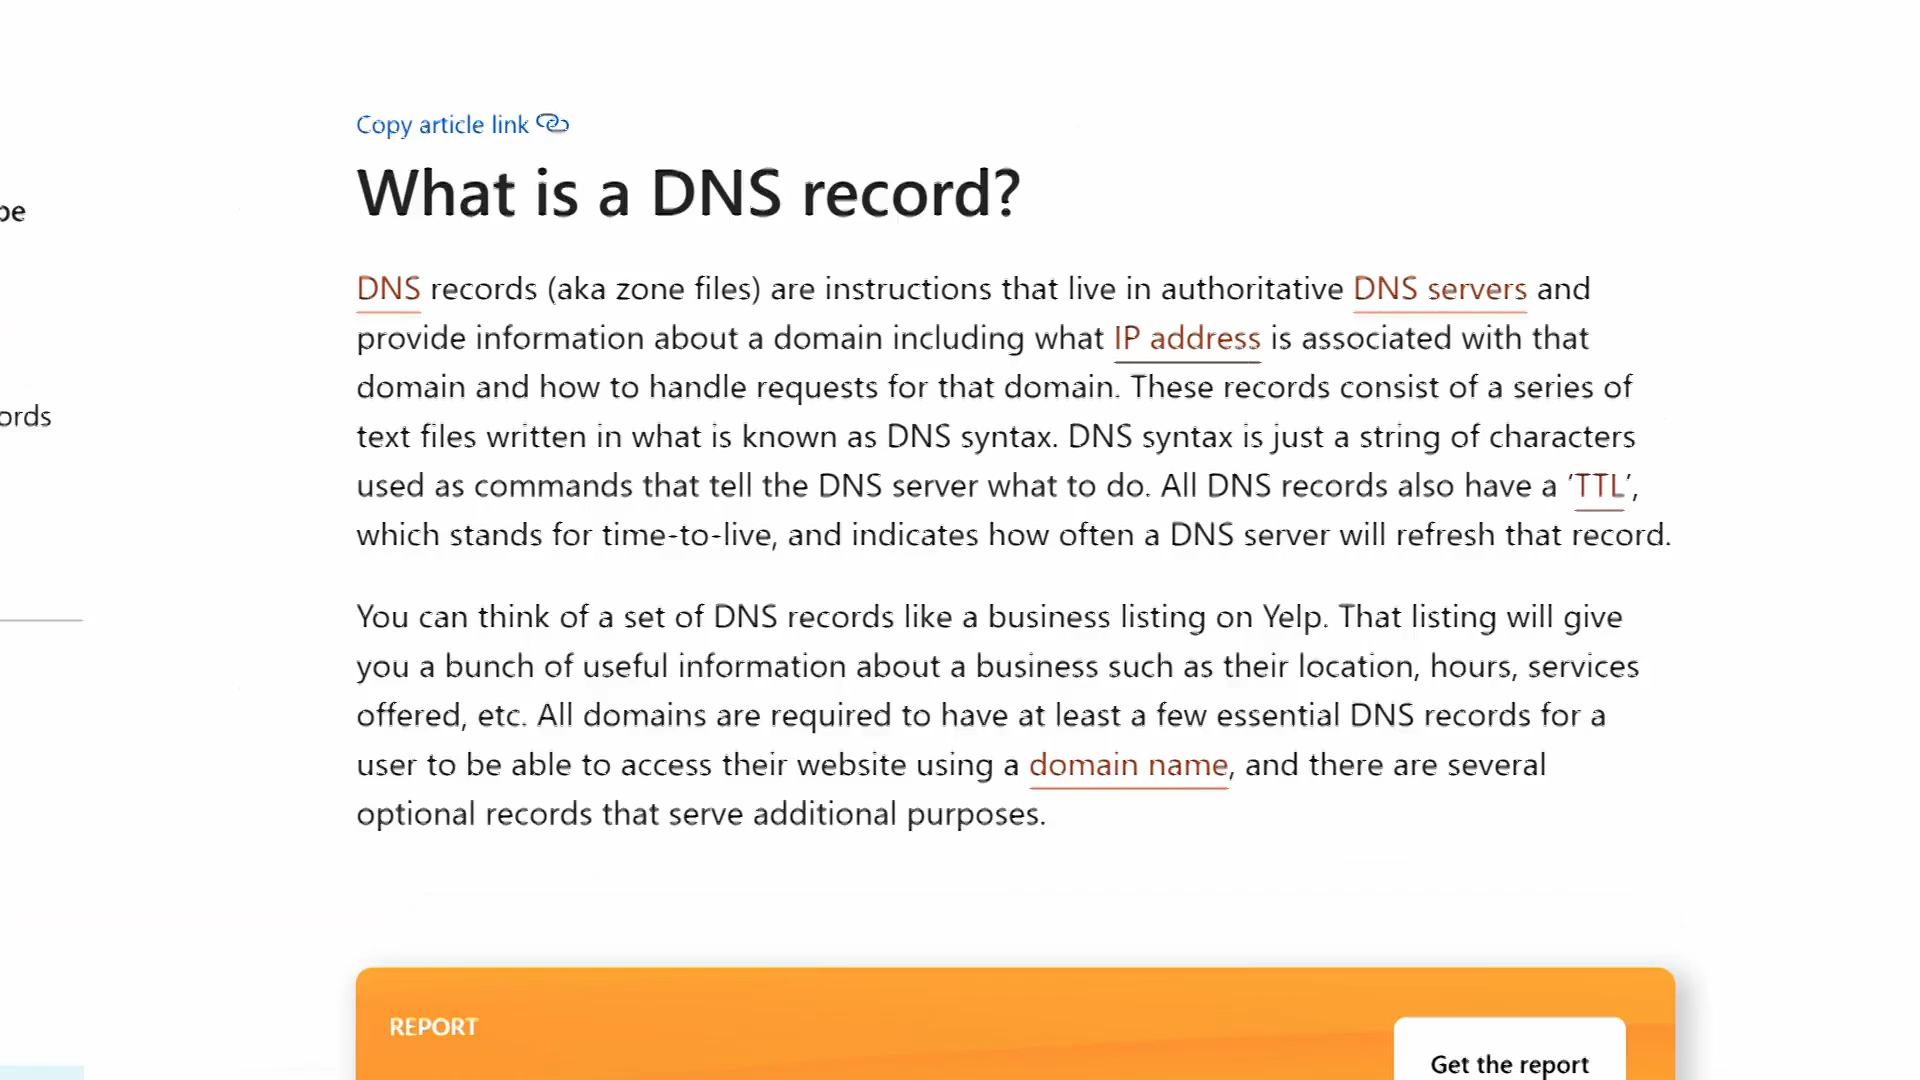 Copy article link
What is a DNS record?
DNS records (aka zone files) are instructions that live in authoritative DNS servers and
provide information about a domain including what IP address is associated with that
domain and how to handle requests for that domain. These records consist of a series of
text files written in what is known as DNS syntax. DNS syntax is just a string of characters
used as commands that tell the DNS server what to do. All DNS records also have a ‘TTL’,
which stands for time-to-live, and indicates how often a DNS server will refresh that record.
You can think of a set of DNS records like a business listing on Yelp. That listing will give
you a bunch of useful information about a business such as their location, hours, services
offered, etc. All domains are required to have at least a few essential DNS records for a
user to be able to access their website using a domain name, and there are several
optional records that serve additional purposes.
REPORT
Get the report